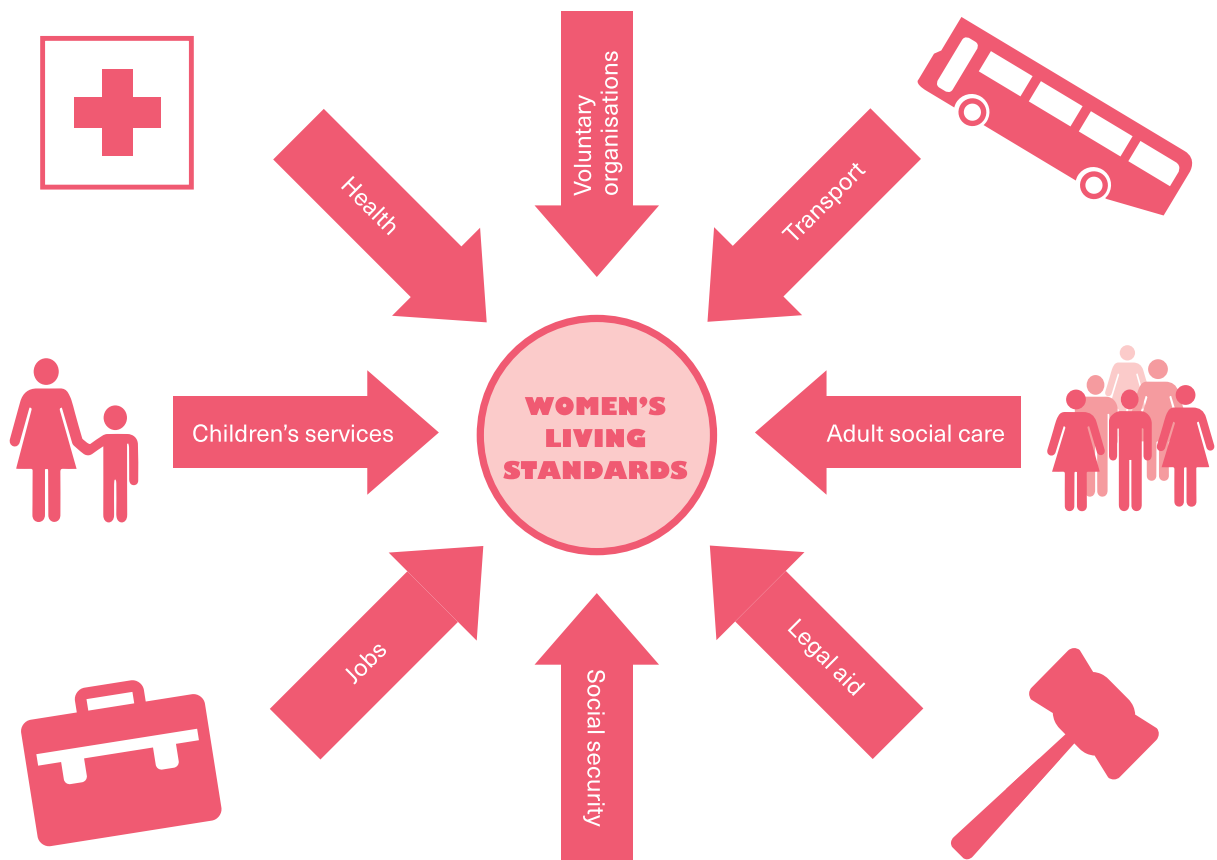 Voluntary
organisations
Health
Transport
Children's services
WOMEN'S
LIVING
STANDARDS
Adult social care
Jobs
Social security
Legal aid